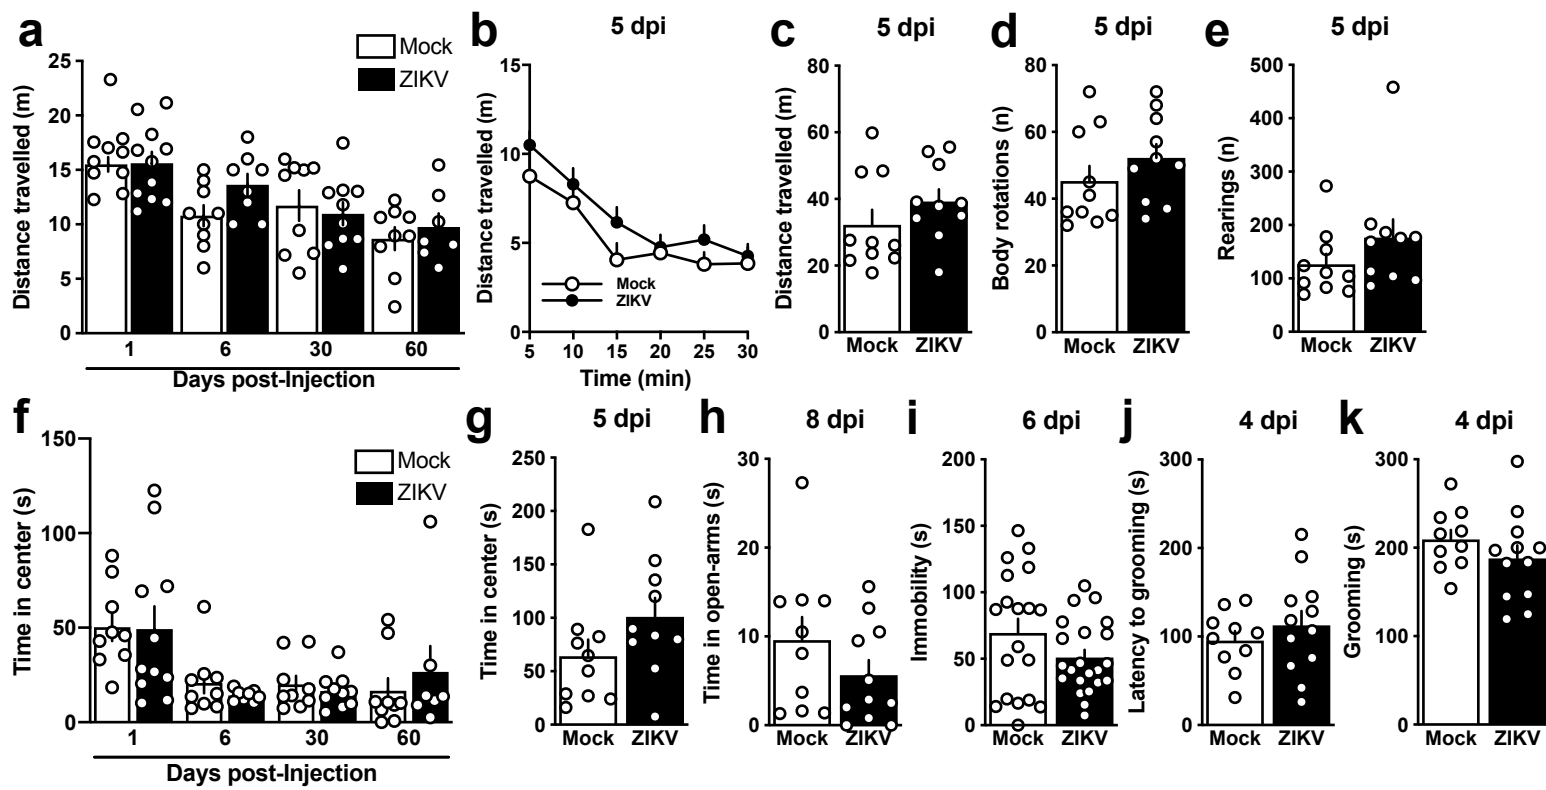 a
Mock
ZIKV
Distance travelled (m)
25
20
15
10
5
0
1 6 30 60
Days post-Injection
b
5 dpi
Distance travelled (m)
15
10
5
0
Mock
ZIKV
5 10 15 20 25 30
Time (min)
c
5 dpi
Distance travelled (m)
80
60
40
20
0
Mock ZIKV
d
5 dpi
Body rotations (n)
80
60
40
20
0
Mock ZIKV
e
5 dpi
Rearings (n)
500
400
300
200
100
0
Mock ZIKV
f
Mock
ZIKV
Time in center (s)
150
100
50
0
1 6 30 60
Days post-Injection
g
5 dpi
Time in center (s)
250
200
150
100
50
0
Mock ZIKV
h
8 dpi
Time in open-arms (s)
30
20
10
0
Mock ZIKV
i
6 dpi
Immobility (s)
200
150
100
50
0
Mock ZIKV
j
4 dpi
Latency to grooming (s)
300
200
100
0
Mock ZIKV
k
4 dpi
Grooming (s)
300
200
100
0
Mock ZIKV